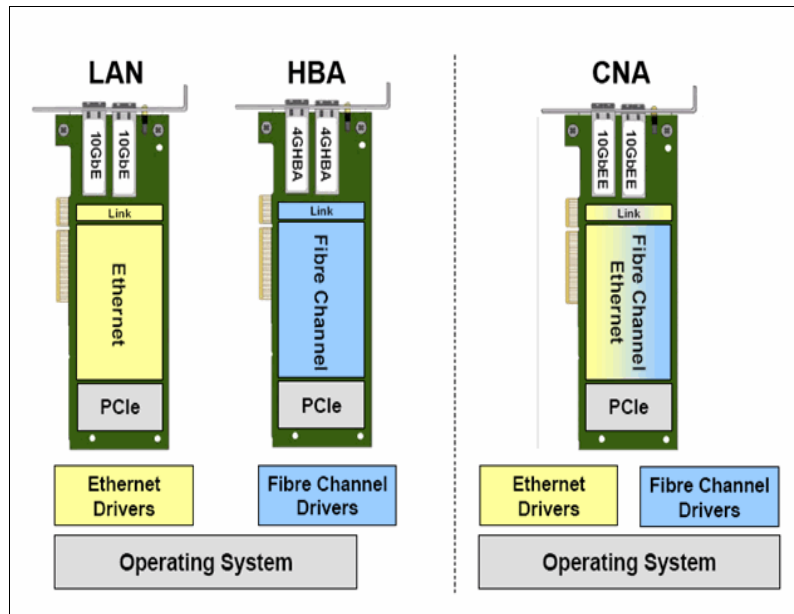 LAN
HBA
CNA
10GbE
10GbE
4GHBA
4GHBA
10GbEE
10GbEE
Link
Link
Link
Ethernet
Fibre Channel
Fibre Channel
Ethernet
PCIe
PCIe
PCIe
Ethernet
Drivers
Fibre Channel
Drivers
Ethernet
Drivers
Fibre Channel
Drivers
Operating System
Operating System